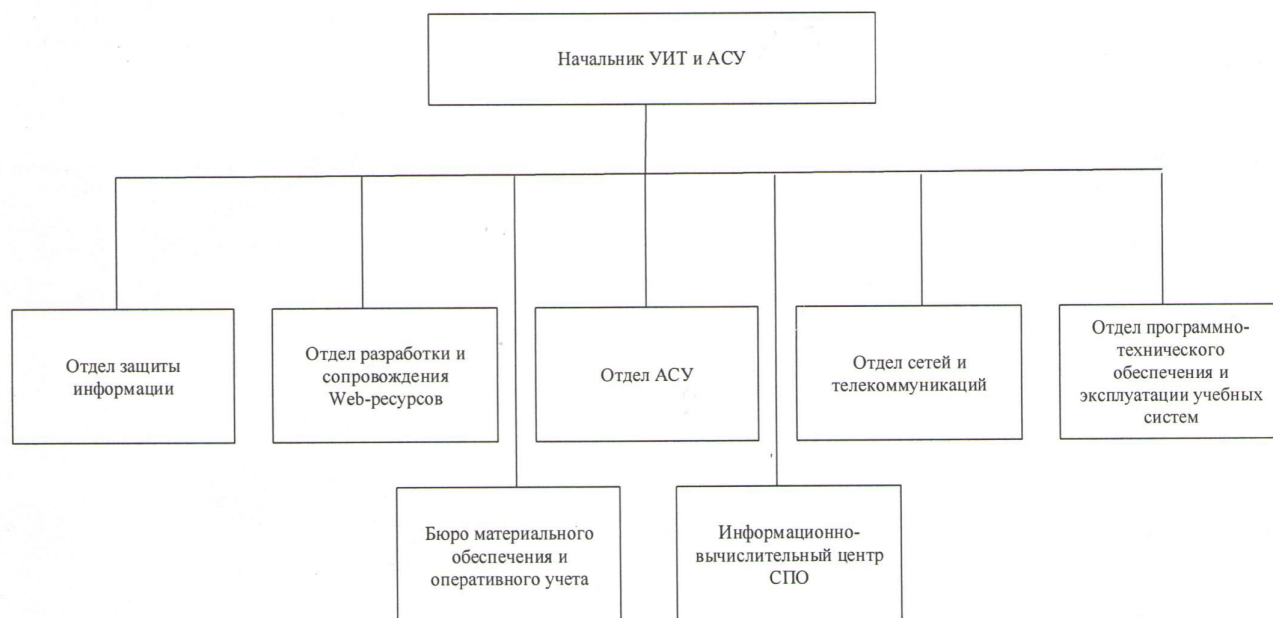 Начальник УИТ и АСУ
Отдел защиты
информации
Отдел разработки и
сопровождения
Web-ресурсов
Отдел АСУ
Отдел сетей и
телекоммуникаций
Отдел программно-
технического
обеспечения и
эксплуатации учебных
систем
Бюро материального
обеспечения и
оперативного учета
Информационно-
вычислительный центр
СПО